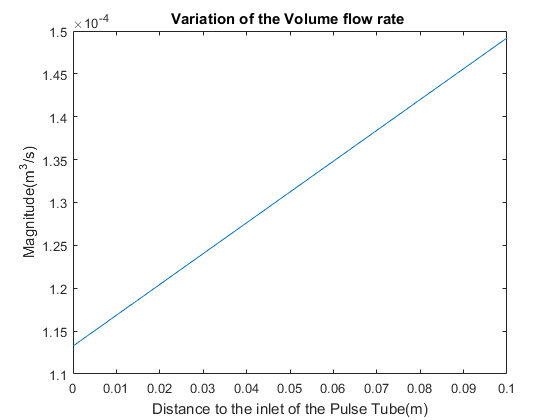 Variation of the Volume flow rate
×10^-4
1.5
1.45
1.4
1.35
1.3
1.25
1.2
1.15
1.1
Magnitude(m^3/s)
0 0.01 0.02 0.03 0.04 0.05 0.06 0.07 0.08 0.09 0.1
Distance to the inlet of the Pulse Tube(m)